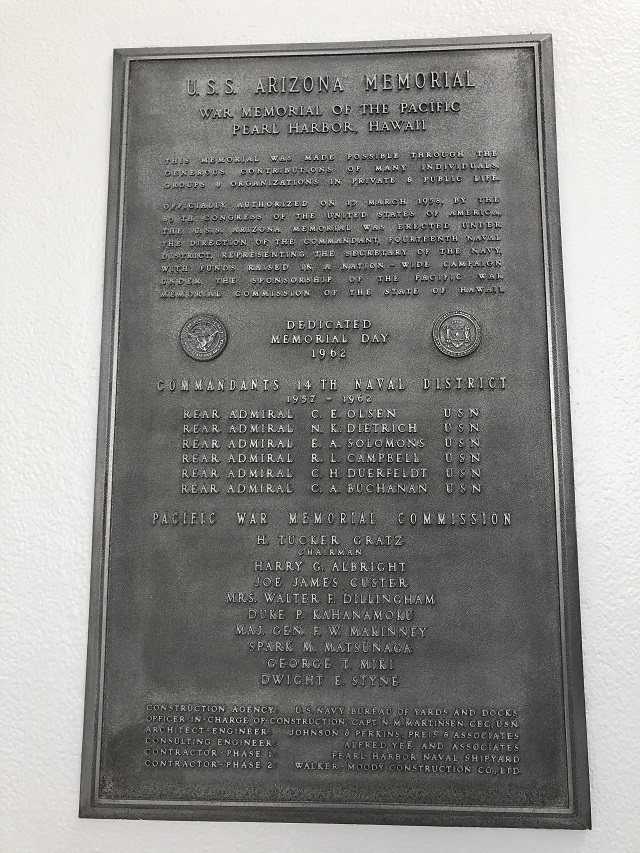 U.S.S. ARIZONA MEMORIAL
WAR MEMORIAL OF THE PACIFIC
PEARL HARBOR, HAWAII
THIS MEMORIAL WAS MADE POSSIBLE THROUGH THE
GENEROUS CONTRIBUTIONS OF MANY INDIVIDUALS,
GROUPS & ORGANIZATIONS IN PRIVATE & PUBLIC LIFE.
OFFICIALLY AUTHORIZED ON 15 MARCH 1958, BY THE
85TH CONGRESS OF THE UNITED STATES OF AMERICA,
THE U.S.S. ARIZONA MEMORIAL WAS ERECTED UNDER
THE DIRECTION OF THE COMMANDANT, FOURTEENTH NAVAL
DISTRICT, REPRESENTING THE SECRETARY OF THE NAVY,
WITH FUNDS RAISED IN A NATION-WIDE CAMPAIGN
UNDER THE SPONSORSHIP OF THE PACIFIC WAR
MEMORIAL COMMISSION OF THE STATE OF HAWAII.
DEDICATED
MEMORIAL DAY
1962
COMMANDANTS 14TH NAVAL DISTRICT
1957 - 1962
REAR ADMIRAL C. E. OLSEN USN
REAR ADMIRAL N. K. DIETRICH USN
REAR ADMIRAL E. A. SOLOMONS USN
REAR ADMIRAL R. L. CAMPBELL USN
REAR ADMIRAL C. H. DUERFELDT USN
REAR ADMIRAL C. A. BUCHANAN USN
PACIFIC WAR MEMORIAL COMMISSION
H. TUCKER GRATZ
CHAIRMAN
HARRY G. ALBRIGHT
JOE JAMES CUSTER
MRS. WALTER F. DILLINGHAM
DUKE P. KAHANAMOKU
MAJ. GEN. F. W. MAKINNEY
SPARK M. MATSUNAGA
GEORGE T. MIKI
DWIGHT E. STYNE
CONSTRUCTION AGENCY: U S NAVY BUREAU OF YARDS AND DOCKS
OFFICER-IN-CHARGE OF CONSTRUCTION CAPT. N M MARTINSEN CEC, USN
ARCHITECT-ENGINEER JOHNSON & PERKINS, PREIS & ASSOCIATES
CONSULTING ENGINEER ALFRED YEE AND ASSOCIATES
CONTRACTOR-PHASE 1 PEARL HARBOR NAVAL SHIPYARD
CONTRACTOR-PHASE 2 WALKER-MOODY CONSTRUCTION CO., LTD.